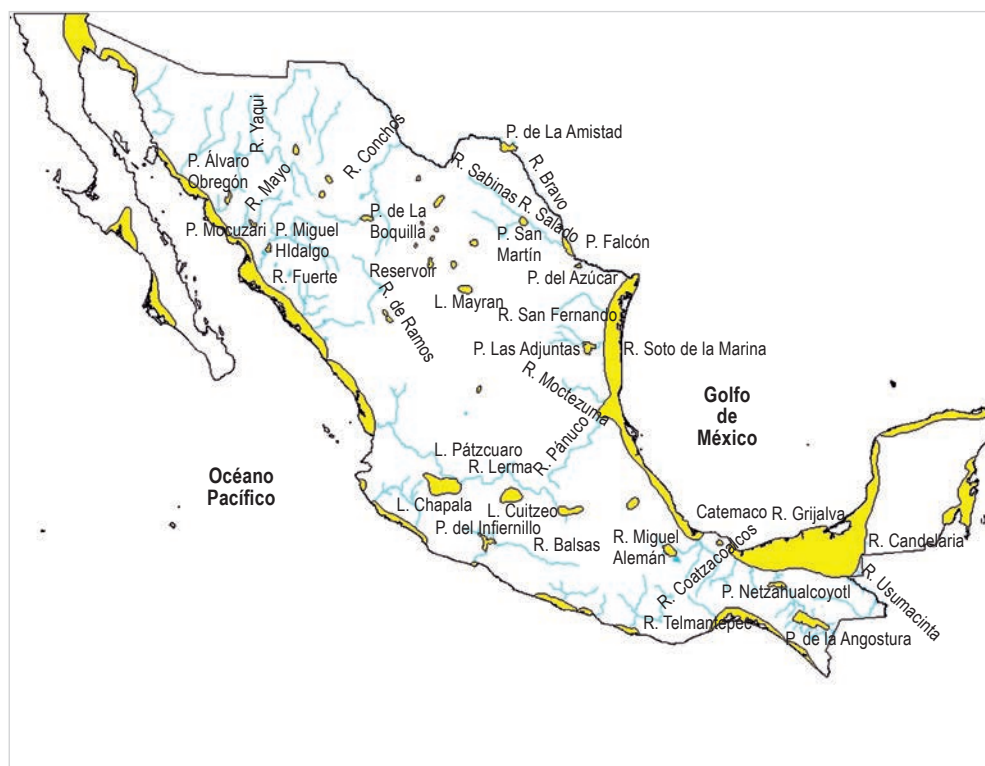 P. de La Amistad
R. Yaqui
R. Conchos
R. Bravo
P. Álvaro
Obregón
R. Mayo
R. Sabinas
R. Salado
P. Mocuzari
P. Miguel
HIdalgo
P. de La
Boquilla
P. San
Martín
P. Falcón
R. Fuerte
Reservoir
P. del Azúcar
L. Mayran
R. de Ramos
R. San Fernando
P. Las Adjuntas
R. Soto de la Marina
R. Moctezuma
Golfo
de
México
R. Pánuco
L. Pátzcuaro
R. Lerma
Océano
Pacífico
L. Chapala
L. Cuitzeo
Catemaco
R. Grijalva
P. del Infiernillo
R. Balsas
R. Miguel
Alemán
R. Coatzacoalcos
R. Candelaria
P. Netzahualcoyotl
R. Usumacinta
R. Telmantepec
P. de la Angostura